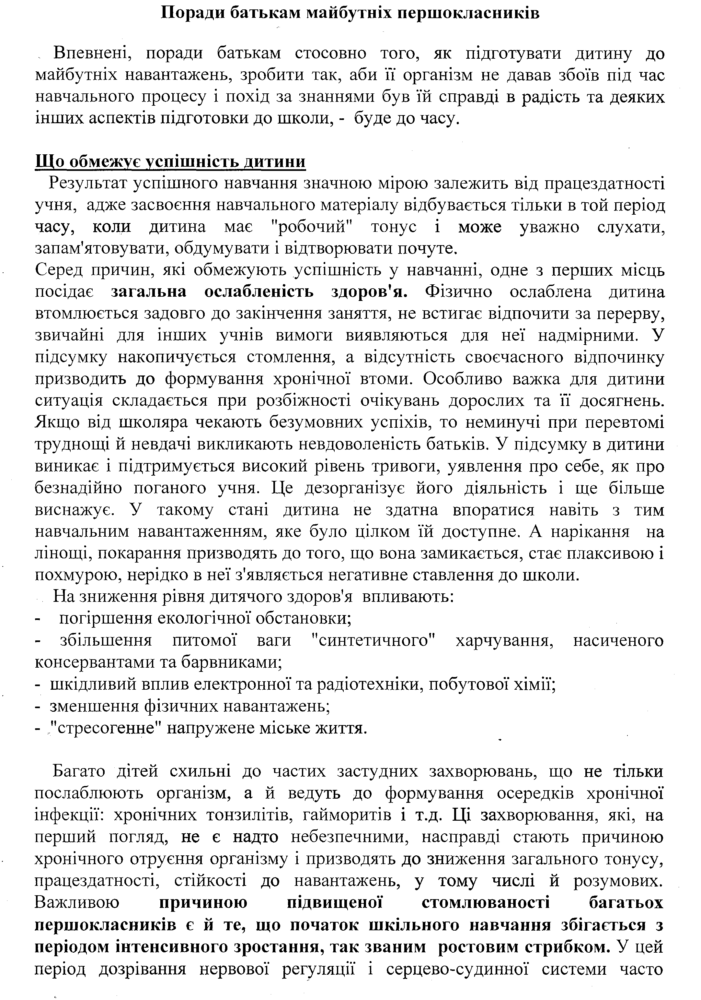 Поради батькам майбутніх першокласників
Впевнені, поради батькам стосовно того, як підготувати дитину до
майбутніх навантажень, зробити так, аби її організм не давав збоїв під час
навчального процесу і похід за знаннями був їй справді в радість та деяких
інших аспектів підготовки до школи, - буде до часу.
Що обмежує успішність дитини
Результат успішного навчання значною мірою залежить від працездатності
учня, адже засвоєння навчального матеріалу відбувається тільки в той період
часу, коли дитина має "робочий" тонус і може уважно слухати,
запам'ятовувати, обдумувати і відтворювати почуте.
Серед причин, які обмежують успішність у навчанні, одне з перших місць
посідає загальна ослабленість здоров'я. Фізично ослаблена дитина
втомлюється задовго до закінчення заняття, не встигає відпочити за перерву,
звичайні для інших учнів вимоги виявляються для неї надмірними. У
підсумку накопичується стомлення, а відсутність своєчасного відпочинку
призводить до формування хронічної втоми. Особливо важка для дитини
ситуація складається при розбіжності очікувань дорослих та її досягнень.
Якщо від школяра чекають безумовних успіхів, то неминучі при перевтомі
труднощі й невдачі викликають невдоволеність батьків. У підсумку в дитини
виникає і підтримується високий рівень тривоги, уявлення про себе, як про
безнадійно поганого учня. Це дезорганізує його діяльність і ще більше
виснажує. У такому стані дитина не здатна впоратися навіть з тим
навчальним навантаженням, яке було цілком їй доступне. А нарікання на
лінощі, покарання призводять до того, що вона замикається, стає плаксивою і
похмурою, нерідко в неї з'являється негативне ставлення до школи.
На зниження рівня дитячого здоров'я впливають:
- погіршення екологічної обстановки;
- збільшення питомої ваги "синтетичного" харчування, насиченого
консервантами та барвниками;
- шкідливий вплив електронної та радіотехніки, побутової хімії;
- зменшення фізичних навантажень;
- "стресогенне" напружене міське життя.
Багато дітей схильні до частих застудних захворювань, що не тільки
послаблюють організм, а й ведуть до формування осередків хронічної
інфекції: хронічних тонзилітів, гайморитів і т.д. Ці захворювання, які, на
перший погляд, не є надто небезпечними, насправді стають причиною
хронічного отруєння організму і призводять до зниження загального тонусу,
працездатності, стійкості до навантажень, у тому числі й розумових.
Важливою причиною підвищеної стомлюваності багатьох
першокласників є й те, що початок шкільного навчання збігається з
періодом інтенсивного зростання, так званим ростовим стрибком. У цей
період дозрівання нервової регуляції і серцево-судинної системи часто